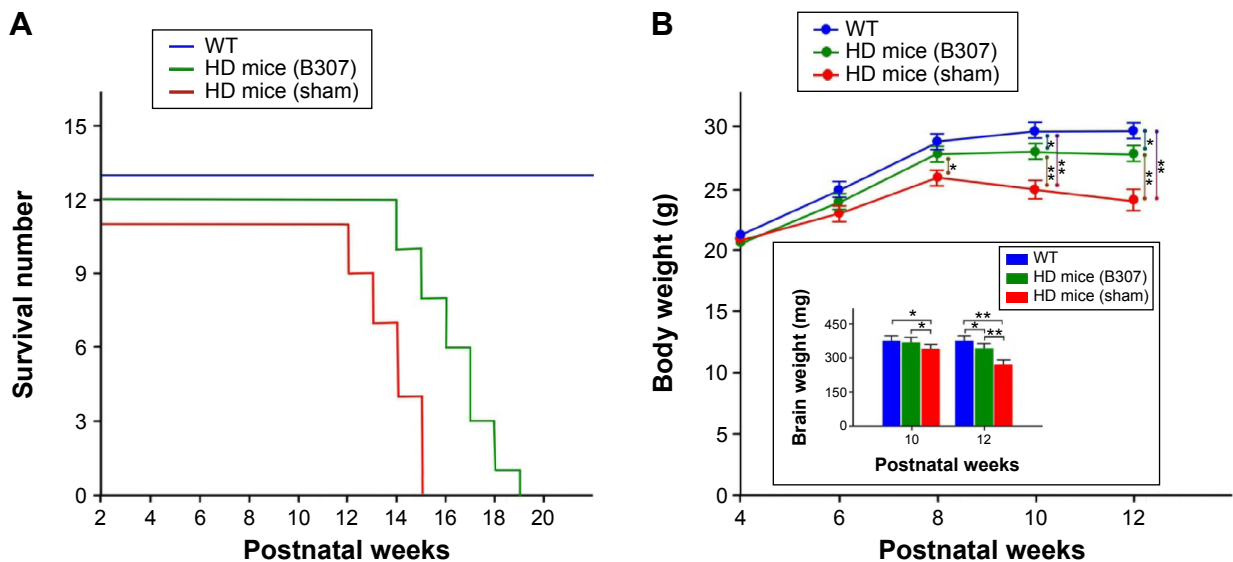 A
WT
HD mice (B307)
HD mice (sham)
Survival number
15
12
9
6
3
0
2 4 6 8 10 12 14 16 18 20
Postnatal weeks
B
WT
HD mice (B307)
HD mice (sham)
Body weight (g)
30
25
20
15
10
5
0
* ** ** * ** * **
WT
HD mice (B307)
HD mice (sham)
Brain weight (mg)
450
300
150
0
* **
* * **
10 12
Postnatal weeks
4 6 8 10 12
Postnatal weeks